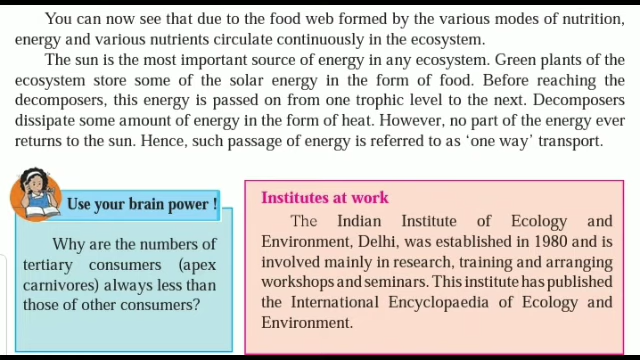 You can now see that due to the food web formed by the various modes of nutrition,
energy and various nutrients circulate continuously in the ecosystem.
The sun is the most important source of energy in any ecosystem. Green plants of the
ecosystem store some of the solar energy in the form of food. Before reaching the
decomposers, this energy is passed on from one trophic level to the next. Decomposers
dissipate some amount of energy in the form of heat. However, no part of the energy ever
returns to the sun. Hence, such passage of energy is referred to as ‘one way’ transport.
Use your brain power !
Why are the numbers of
tertiary consumers (apex
carnivores) always less than
those of other consumers?
Institutes at work
The Indian Institute of Ecology and
Environment, Delhi, was established in 1980 and is
involved mainly in research, training and arranging
workshops and seminars. This institute has published
the International Encyclopaedia of Ecology and
Environment.